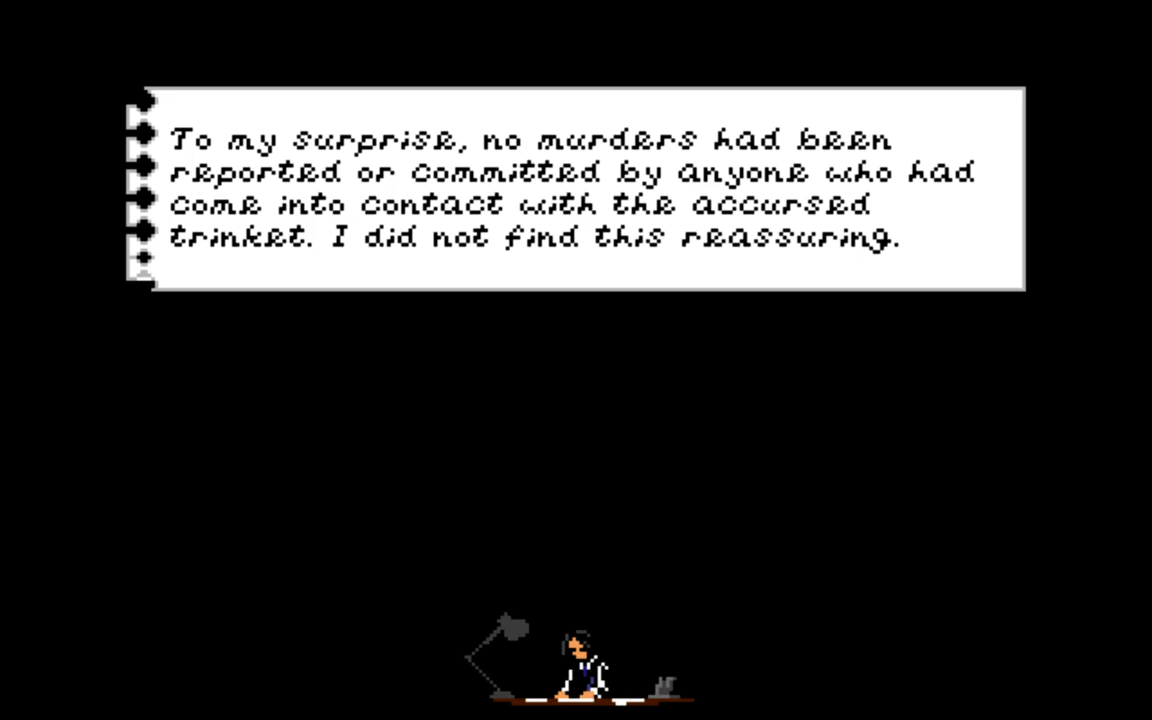 To my surprise, no murders had been
reported or committed by anyone who had
come into contact with the accursed
trinket. I did not find this reassuring.